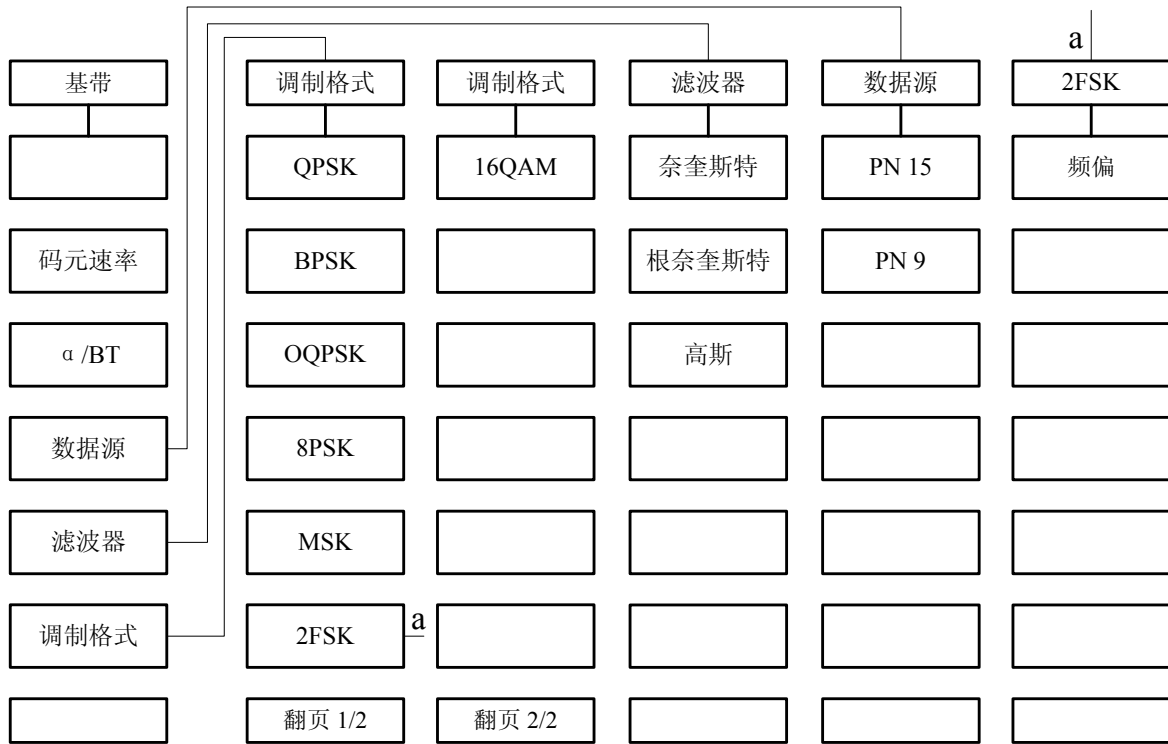 a
基带
调制格式
调制格式
滤波器
数据源
2FSK
QPSK
16QAM
奈奎斯特
PN 15
频偏
码元速率
BPSK
根奈奎斯特
PN 9
α/BT
OQPSK
高斯
数据源
8PSK
滤波器
MSK
调制格式
2FSK
a
翻页 1/2
翻页 2/2